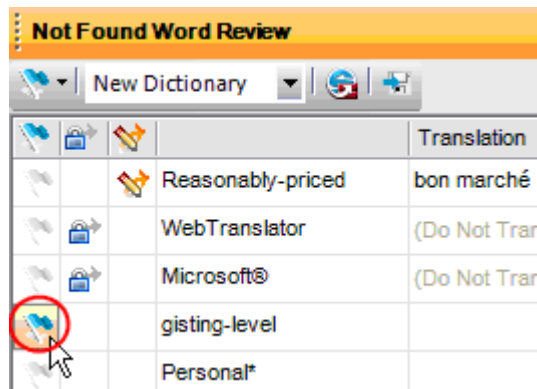 Not Found Word Review
New Dictionary
Translation
Reasonably-priced bon marché
WebTranslator (Do Not Tran
Microsoft® (Do Not Tran
gisting-level
Personal*